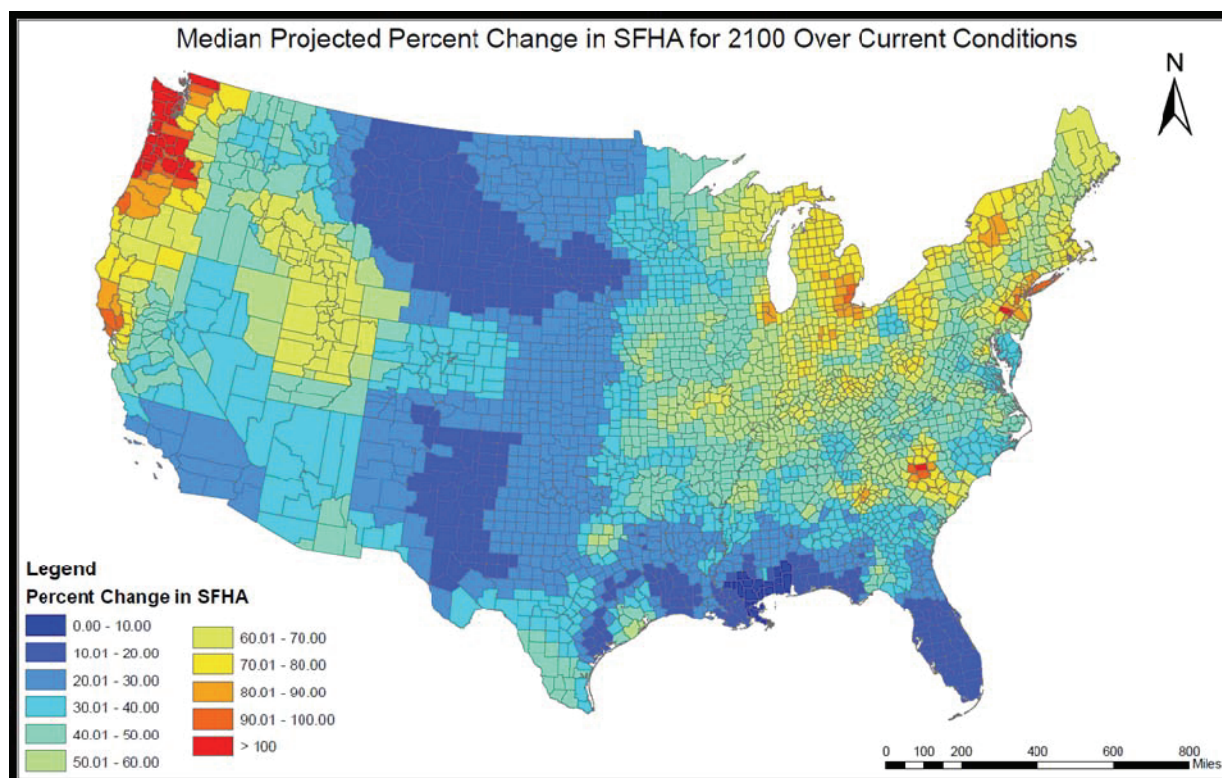 Median Projected Percent Change in SFHA for 2100 Over Current Conditions
N
Legend
Percent Change in SFHA
0.00 - 10.00
10.01 - 20.00
20.01 - 30.00
30.01 - 40.00
40.01 - 50.00
50.01 - 60.00
60.01 - 70.00
70.01 - 80.00
80.01 - 90.00
90.01 - 100.00
> 100
0 100 200 400 600 800
Miles